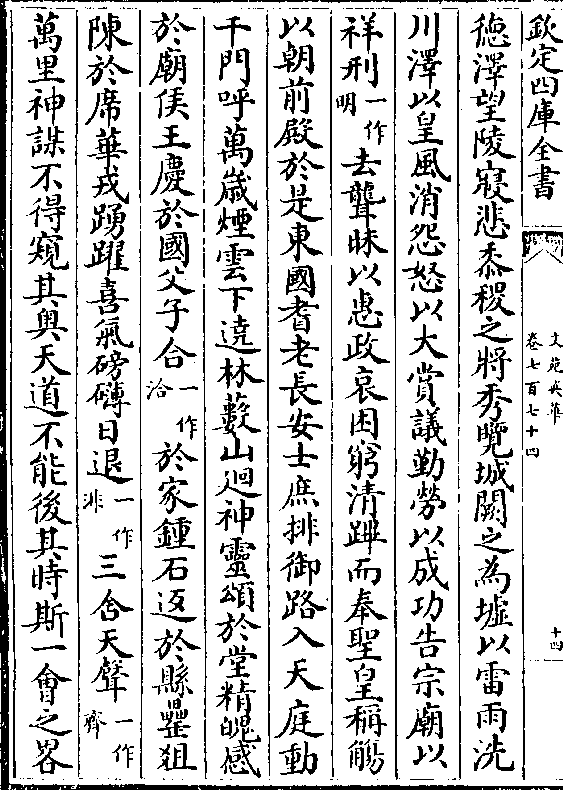 欽定四庫全書
文苑英華
卷七百七十四
十四
德澤望陵寢悲黍稷之將秀覽城闕之為墟以雷雨洗
川澤以皇風消怨怒以大賞議勤勞以成功告宗廟以
祥刑一作明去聾昧以惠政哀困窮清蹕而奉聖皇稱觴
以朝前殿於是東國耆老長安士庶排御路入天庭動
千門呼萬歲煙雲下遶林藪山迴神靈頌於堂精魄感
於廟侯王慶於國父子合一作洽於家鍾石迈於縣罍俎
陳於席華戎踴躍喜氣磅礴日退一作非三舍天聲一作齊
萬里神謀不得窺其奥天道不能後其時斯一會之畧